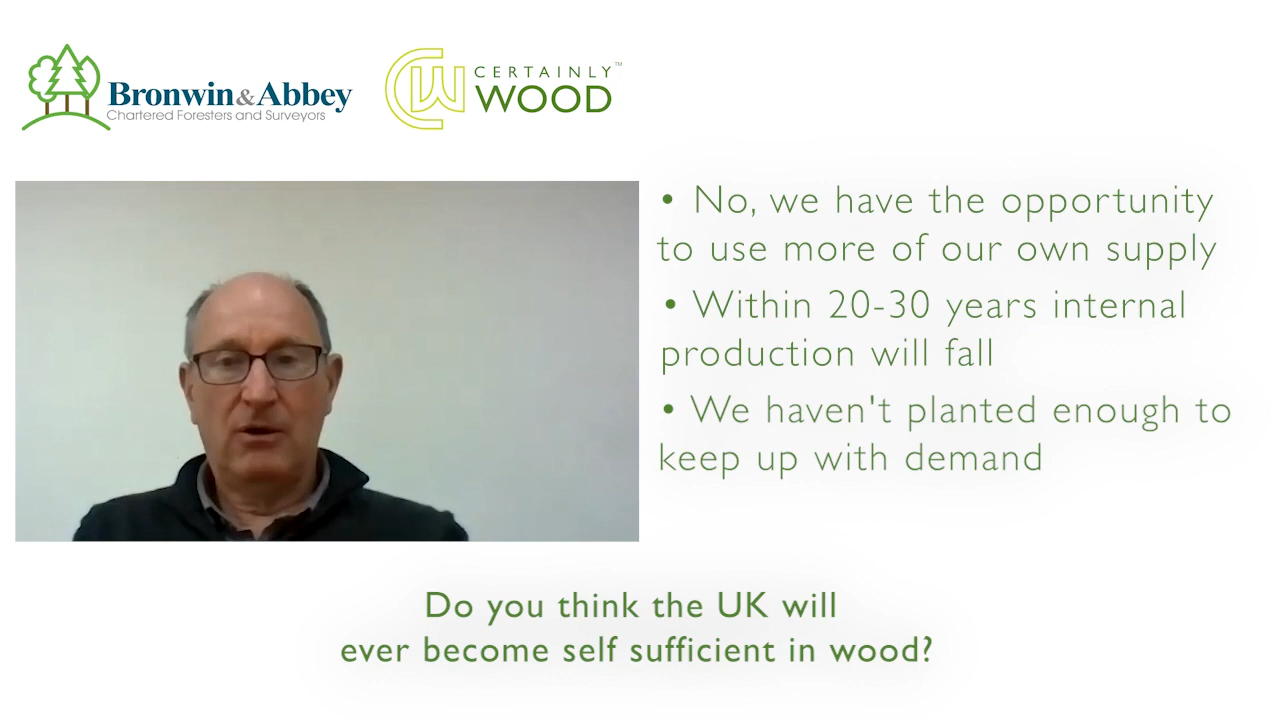 Bronwin & Abbey
Chartered Foresters and Surveyors
CW
CERTAINLY™
WOOD
• No, we have the opportunity
to use more of our own supply
• Within 20-30 years internal
production will fall
• We haven't planted enough to
keep up with demand
Do you think the UK will
ever become self sufficient in wood?